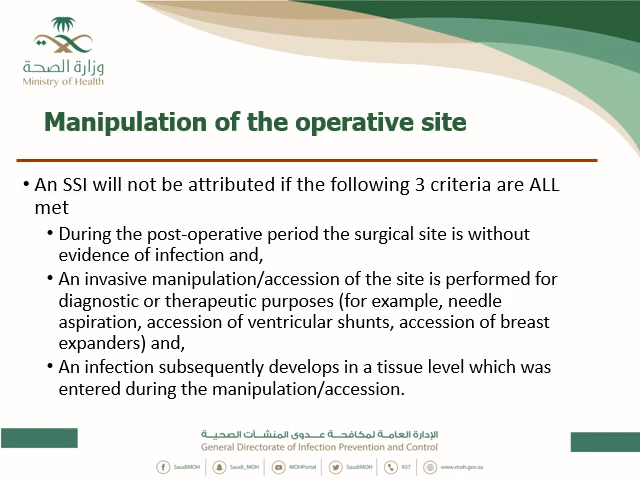 وزارة الصحة
Ministry of Health
Manipulation of the operative site
• An SSI will not be attributed if the following 3 criteria are ALL
met
• During the post-operative period the surgical site is without
evidence of infection and,
• An invasive manipulation/accession of the site is performed for
diagnostic or therapeutic purposes (for example, needle
aspiration, accession of ventricular shunts, accession of breast
expanders) and,
• An infection subsequently develops in a tissue level which was
entered during the manipulation/accession.
الإدارة العامة لمكافحة عدوى المنشآت الصحية
General Directorate of Infection Prevention and Control
SaudiMOH Saudi_MOH MOHPortal SaudiMOH 937 www.moh.gov.sa